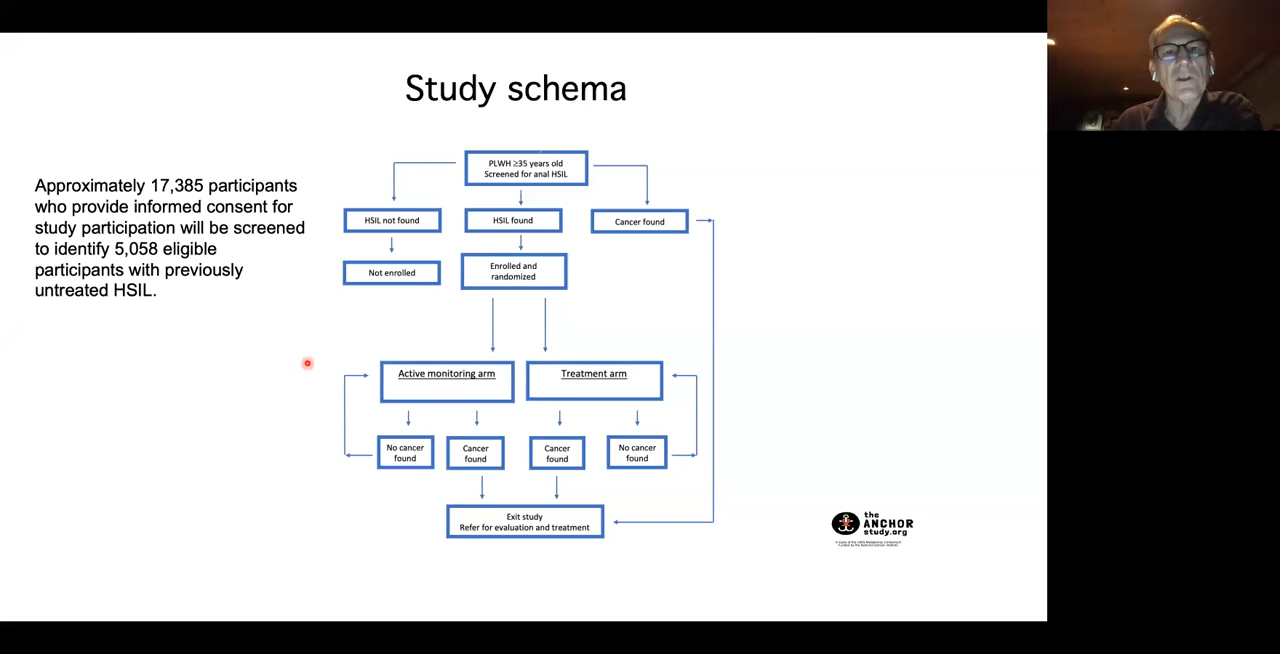 Study schema
Approximately 17,385 participants
who provide informed consent for
study participation will be screened
to identify 5,058 eligible
participants with previously
untreated HSIL.
PLWH ≥35 years old
Screened for anal HSIL
HSIL not found
HSIL found
Cancer found
Not enrolled
Enrolled and
randomized
Active monitoring arm
Treatment arm
No cancer
found
Cancer
found
Cancer
found
No cancer
found
Exit study
Refer for evaluation and treatment
the
ANCHOR
study.org